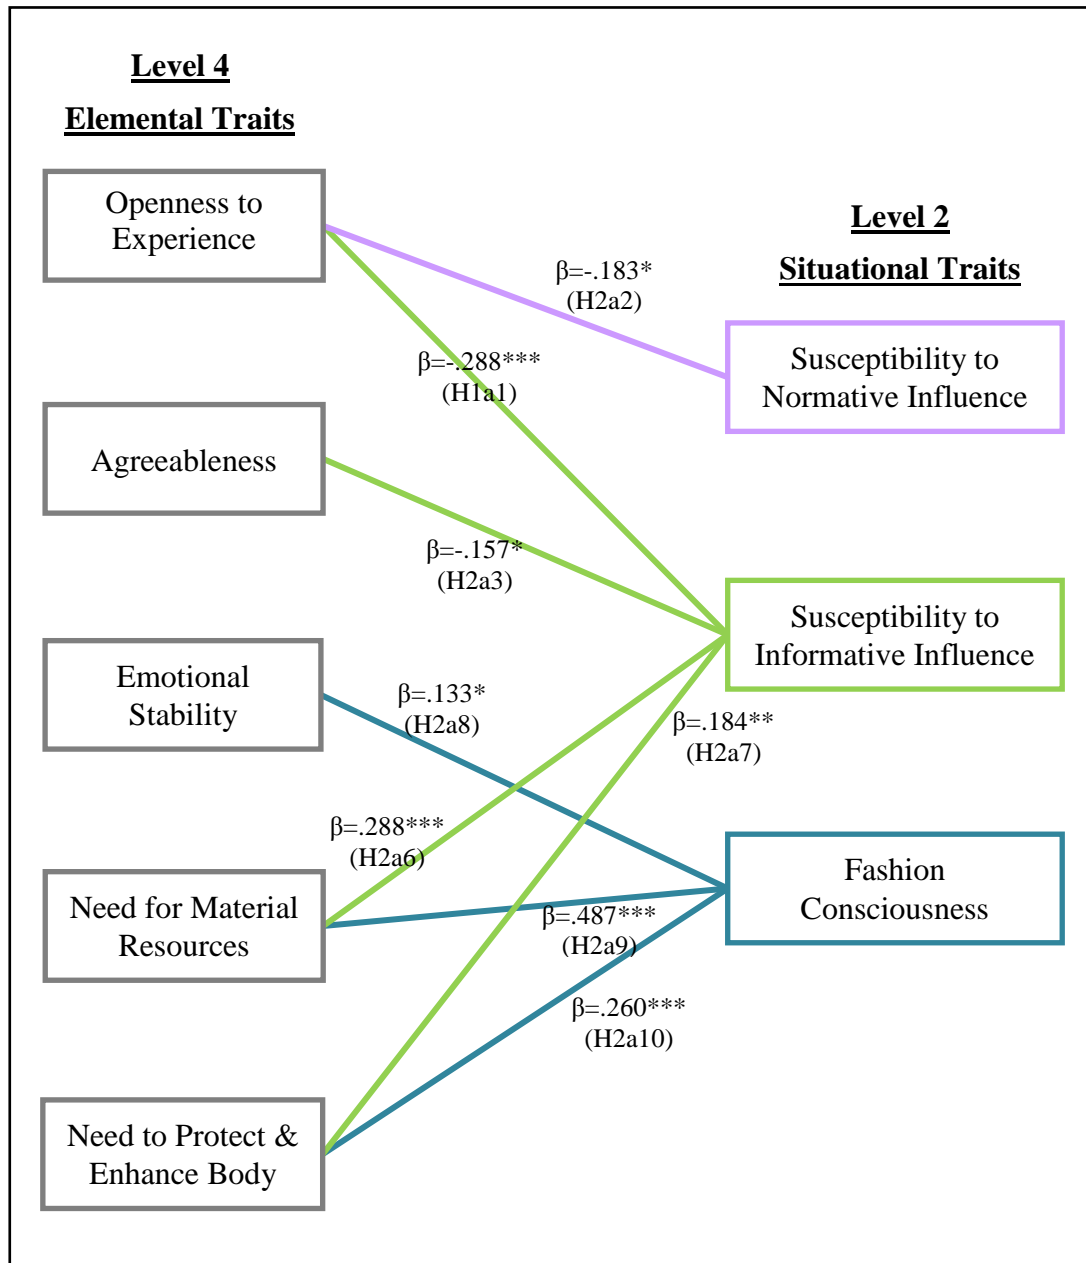 Level 4
Elemental Traits
Openness to
Experience
Level 2
Situational Traits
β=-.183*
(H2a2)
Susceptibility to
Normative Influence
β=-.288***
(H1a1)
Agreeableness
β=-.157*
(H2a3)
Susceptibility to
Informative Influence
Emotional
Stability
β=.133*
(H2a8)
β=.184**
(H2a7)
β=.288***
(H2a6)
Fashion
Consciousness
Need for Material
Resources
β=.487***
(H2a9)
β=.260***
(H2a10)
Need to Protect &
Enhance Body